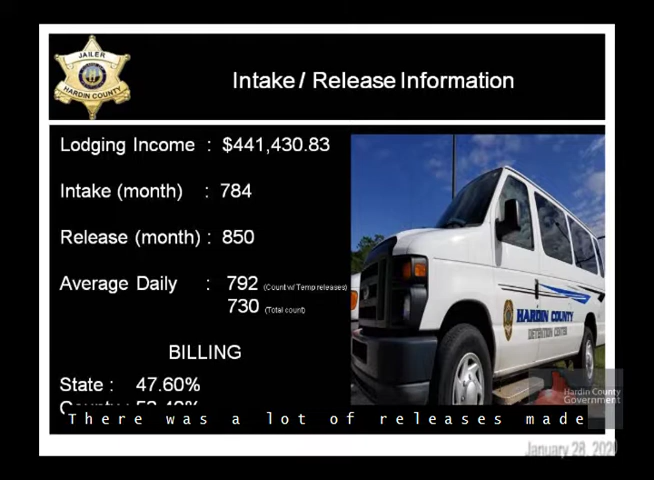 JAILER
HARDIN COUNTY
Intake / Release Information
Lodging Income : $441,430.83
Intake (month) : 784
Release (month) : 850
Average Daily : 792 (Count w/ Temp releases)
730 (Total count)
HARDIN COUNTY
DETENTION CENTER
BILLING
State : 47.60%
There was a lot of releases made
Hardin County
Government
January 28,